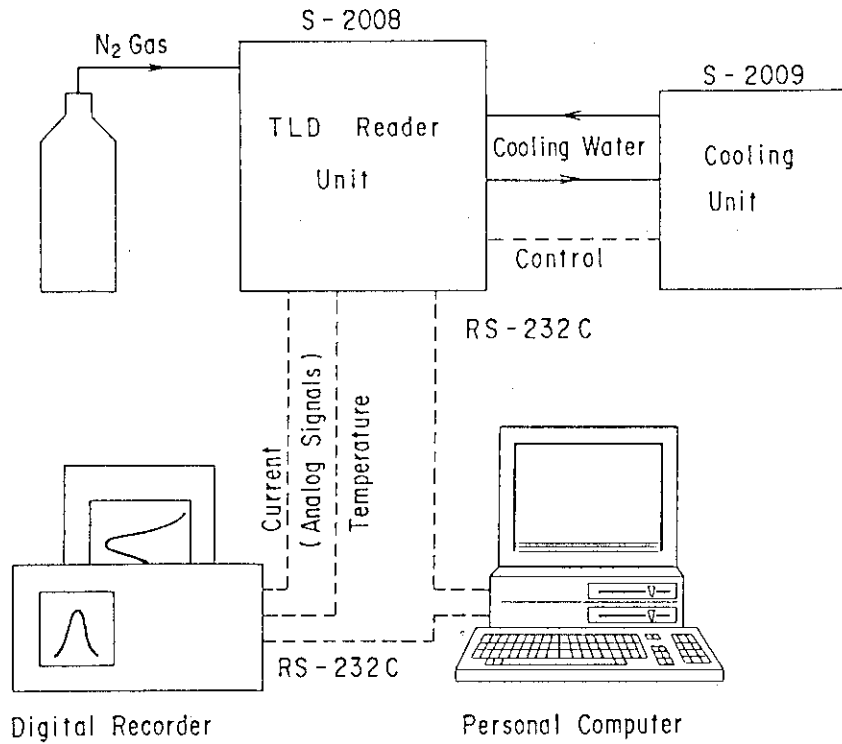 S-2008
N2 Gas
S-2009
TLD Reader
Unit
Cooling Water
Cooling
Unit
Control
RS-232C
Current
(Analog Signals)
Temperature
RS-232C
Digital Recorder
Personal Computer